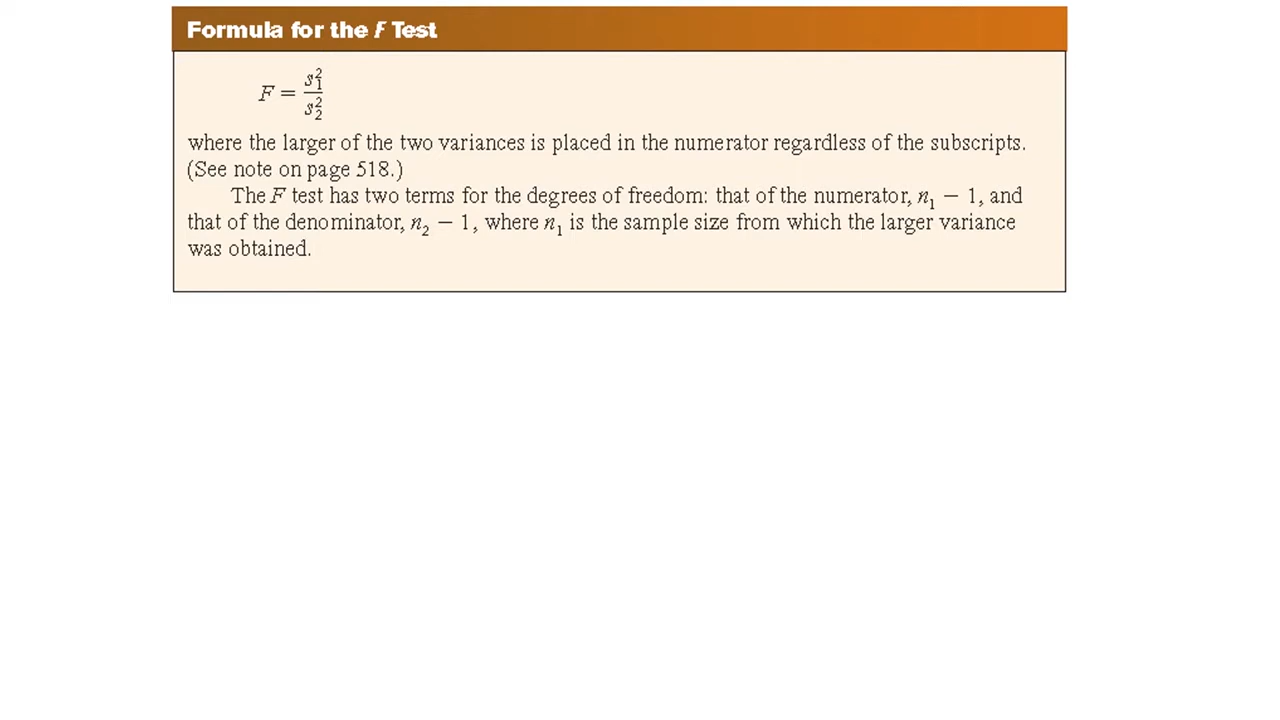 Formula for the F Test
F = s₁²/s₂²
where the larger of the two variances is placed in the numerator regardless of the subscripts.
(See note on page 518.)
The F test has two terms for the degrees of freedom: that of the numerator, n₁ − 1, and
that of the denominator, n₂ − 1, where n₁ is the sample size from which the larger variance
was obtained.